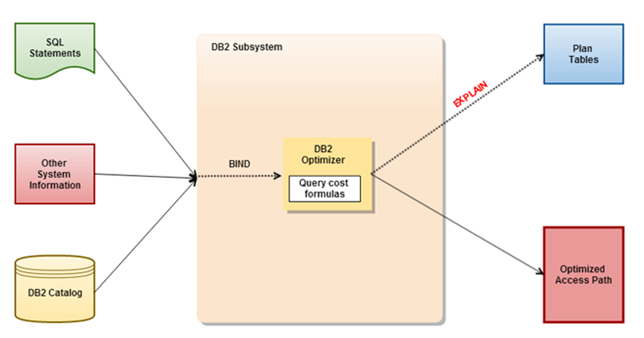 SQL
Statements
DB2 Subsystem
Plan
Tables
EXPLAIN
Other
System
Information
BIND
DB2
Optimizer
Query cost
formulas
DB2 Catalog
Optimized
Access Path